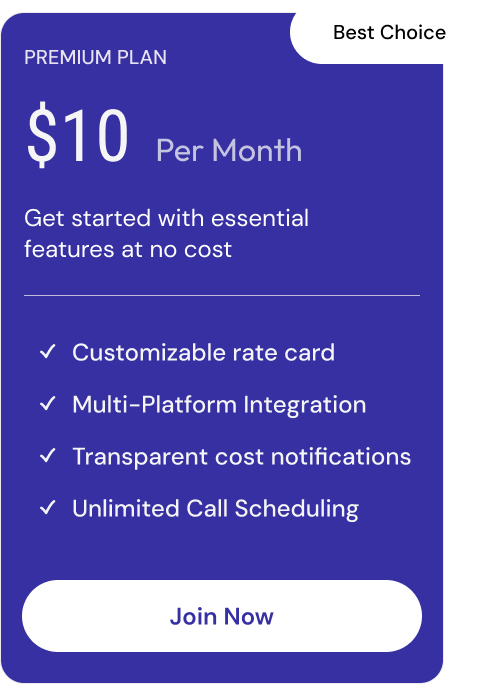 Best Choice
PREMIUM PLAN
$10 Per Month
Get started with essential
features at no cost
Customizable rate card
Multi-Platform Integration
Transparent cost notifications
Unlimited Call Scheduling
Join Now